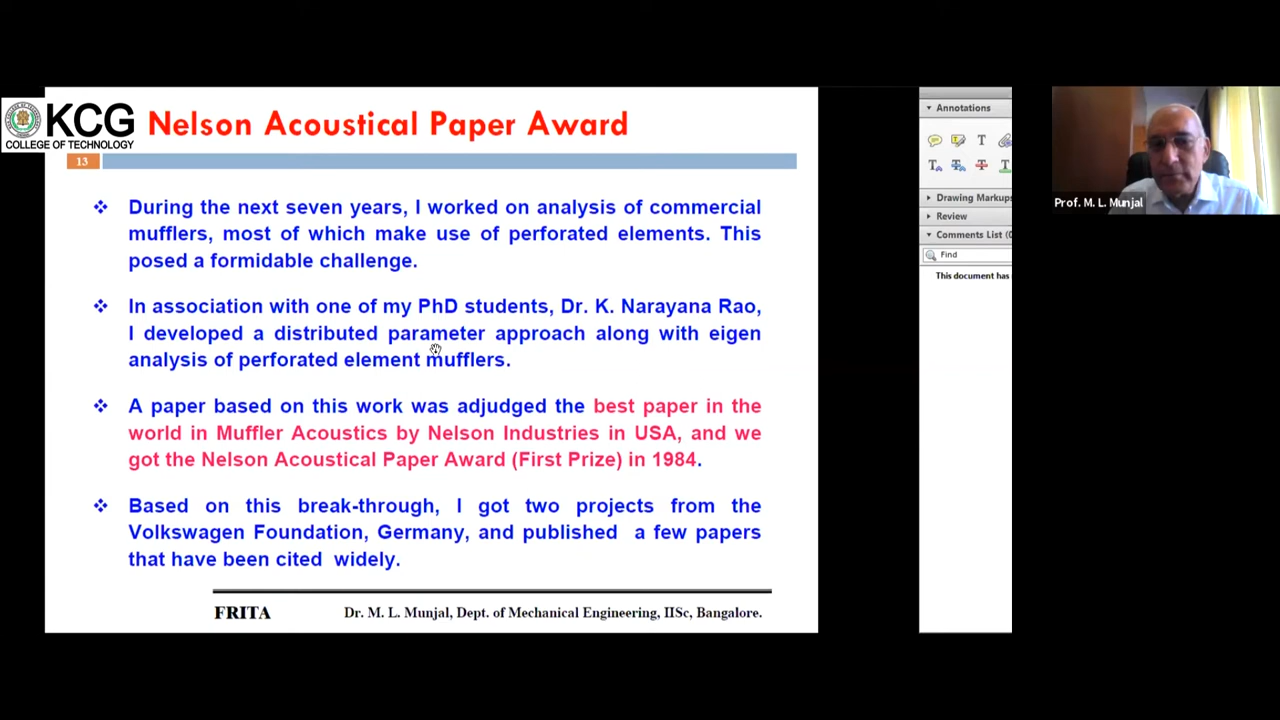 KCG
COLLEGE OF TECHNOLOGY
Nelson Acoustical Paper Award
13
During the next seven years, I worked on analysis of commercial
mufflers, most of which make use of perforated elements. This
posed a formidable challenge.
In association with one of my PhD students, Dr. K. Narayana Rao,
I developed a distributed parameter approach along with eigen
analysis of perforated element mufflers.
A paper based on this work was adjudged the best paper in the
world in Muffler Acoustics by Nelson Industries in USA, and we
got the Nelson Acoustical Paper Award (First Prize) in 1984.
Based on this break-through, I got two projects from the
Volkswagen Foundation, Germany, and published a few papers
that have been cited widely.
FRITA
Dr. M. L. Munjal, Dept. of Mechanical Engineering, IISc, Bangalore.
Annotations
Drawing Markups
Review
Comments List (0
Find
This document has
Prof. M. L. Munjal